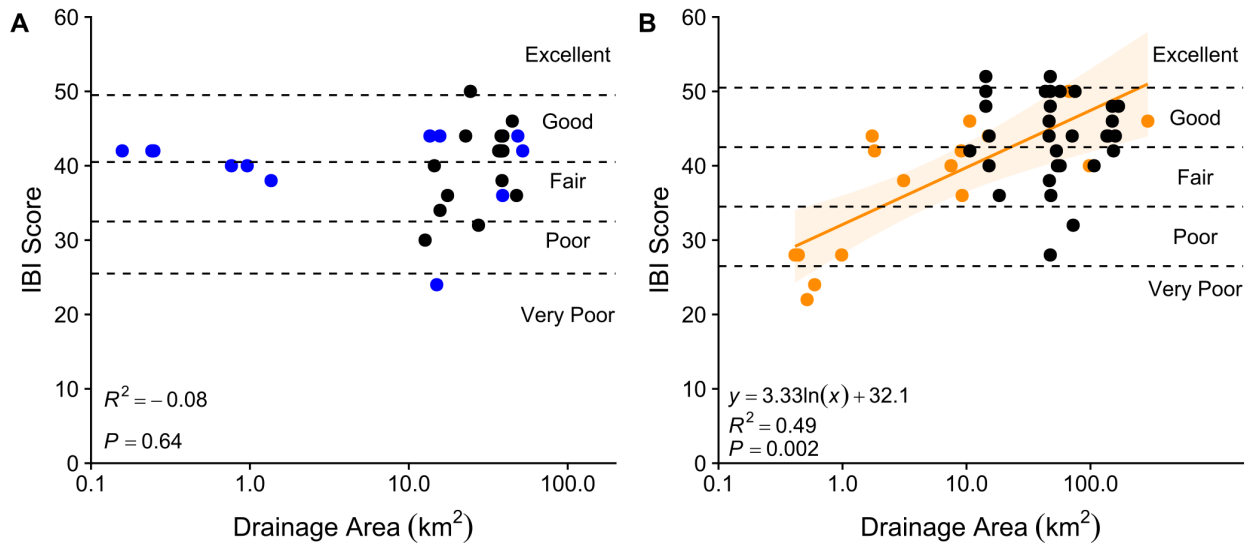 A
60
50
40
30
20
10
0
IBI Score
Excellent
Good
Fair
Poor
Very Poor
R² = −0.08
P = 0.64
0.1 1.0 10.0 100.0
Drainage Area (km²)
B
60
50
40
30
20
10
0
IBI Score
Excellent
Good
Fair
Poor
Very Poor
y = 3.33ln(x) + 32.1
R² = 0.49
P = 0.002
0.1 1.0 10.0 100.0
Drainage Area (km²)